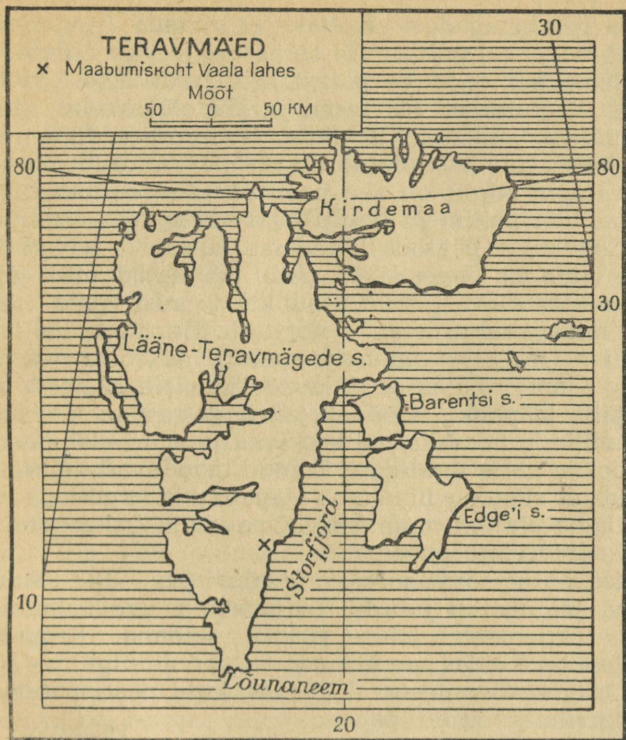 TERAVMÄED
× Maabumiskoht Vaala lahes
Mõõt
50 0 50 KM
30
80
80
Kirdemaa
30
Lääne-Teravmägede s.
Barentsi s.
Edge'i s.
Storfjord
10
Lõunaneem
20